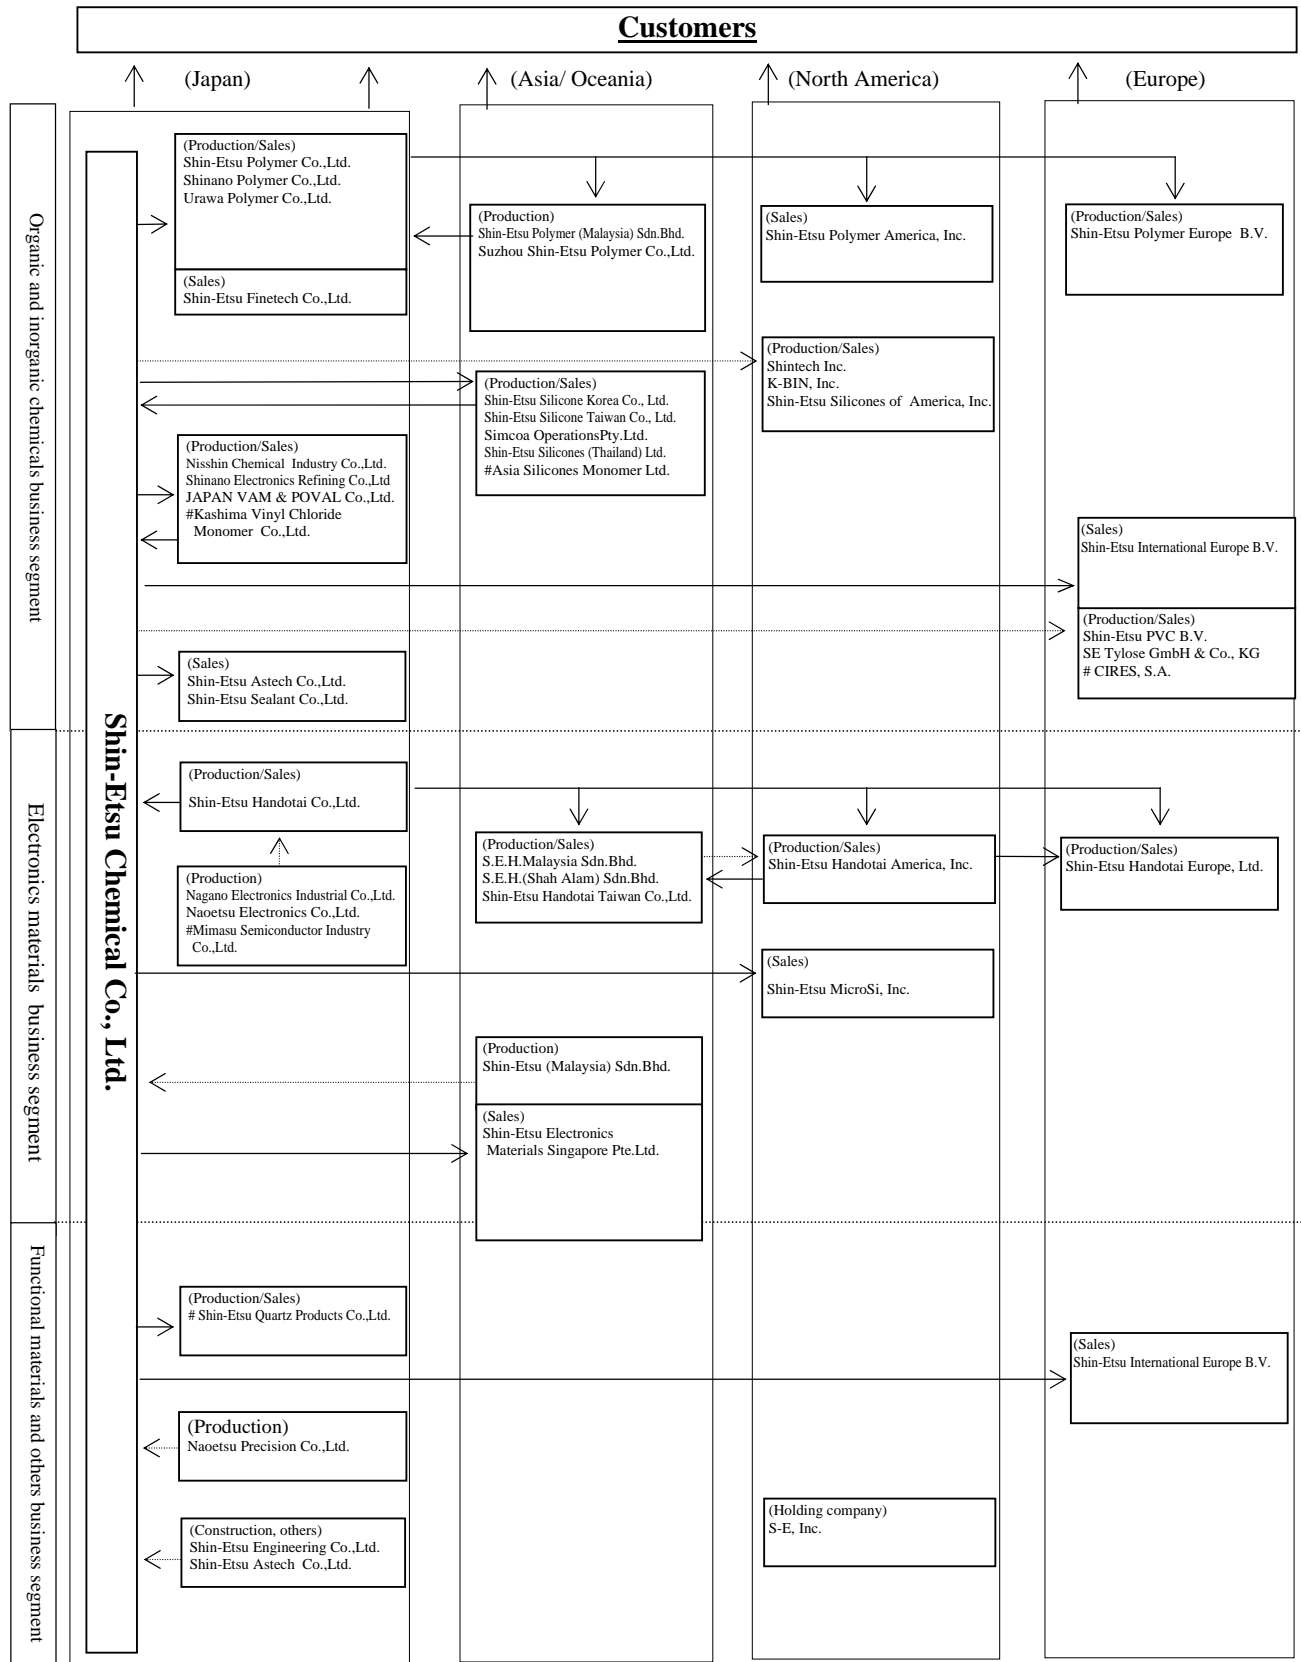 Customers
(Japan)
(Asia/ Oceania)
(North America)
(Europe)
Organic and inorganic chemicals business segment
Shin-Etsu Chemical Co., Ltd.
(Production/Sales)
Shin-Etsu Polymer Co.,Ltd.
Shinano Polymer Co.,Ltd.
Urawa Polymer Co.,Ltd.
(Sales)
Shin-Etsu Finetech Co.,Ltd.
(Production)
Shin-Etsu Polymer (Malaysia) Sdn.Bhd.
Suzhou Shin-Etsu Polymer Co.,Ltd.
(Sales)
Shin-Etsu Polymer America, Inc.
(Production/Sales)
Shin-Etsu Polymer Europe B.V.
(Production/Sales)
Shintech Inc.
K-BIN, Inc.
Shin-Etsu Silicones of America, Inc.
(Production/Sales)
Shin-Etsu Silicone Korea Co., Ltd.
Shin-Etsu Silicone Taiwan Co., Ltd.
Simcoa OperationsPty.Ltd.
Shin-Etsu Silicones (Thailand) Ltd.
#Asia Silicones Monomer Ltd.
(Production/Sales)
Nisshin Chemical Industry Co.,Ltd.
Shinano Electronics Refining Co.,Ltd
JAPAN VAM & POVAL Co.,Ltd.
#Kashima Vinyl Chloride
Monomer Co.,Ltd.
(Sales)
Shin-Etsu International Europe B.V.
(Production/Sales)
Shin-Etsu PVC B.V.
SE Tylose GmbH & Co., KG
# CIRES, S.A.
(Sales)
Shin-Etsu Astech Co.,Ltd.
Shin-Etsu Sealant Co.,Ltd.
Electronics materials business segment
(Production/Sales)
Shin-Etsu Handotai Co.,Ltd.
(Production)
Nagano Electronics Industrial Co.,Ltd.
Naoetsu Electronics Co.,Ltd.
#Mimasu Semiconductor Industry
Co.,Ltd.
(Production/Sales)
S.E.H.Malaysia Sdn.Bhd.
S.E.H.(Shah Alam) Sdn.Bhd.
Shin-Etsu Handotai Taiwan Co.,Ltd.
(Production/Sales)
Shin-Etsu Handotai America, Inc.
(Production/Sales)
Shin-Etsu Handotai Europe, Ltd.
(Sales)
Shin-Etsu MicroSi, Inc.
(Production)
Shin-Etsu (Malaysia) Sdn.Bhd.
(Sales)
Shin-Etsu Electronics
Materials Singapore Pte.Ltd.
Functional materials and others business segment
(Production/Sales)
# Shin-Etsu Quartz Products Co.,Ltd.
(Sales)
Shin-Etsu International Europe B.V.
(Production)
Naoetsu Precision Co.,Ltd.
(Construction, others)
Shin-Etsu Engineering Co.,Ltd.
Shin-Etsu Astech Co.,Ltd.
(Holding company)
S-E, Inc.